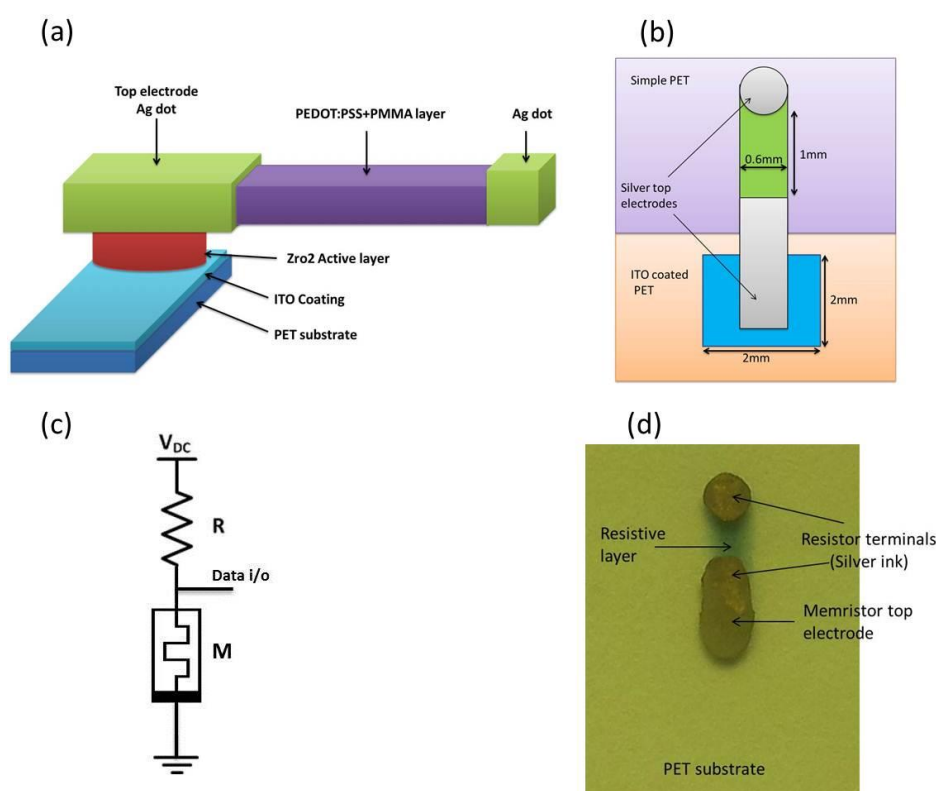 (a)
Top electrode
Ag dot
PEDOT:PSS+PMMA layer
Ag dot
Zro2 Active layer
ITO Coating
PET substrate
(b)
Simple PET
0.6mm
1mm
Silver top
electrodes
ITO coated
PET
2mm
2mm
(c)
VDC
R
Data i/o
M
(d)
Resistive
layer
Resistor terminals
(Silver ink)
Memristor top
electrode
PET substrate